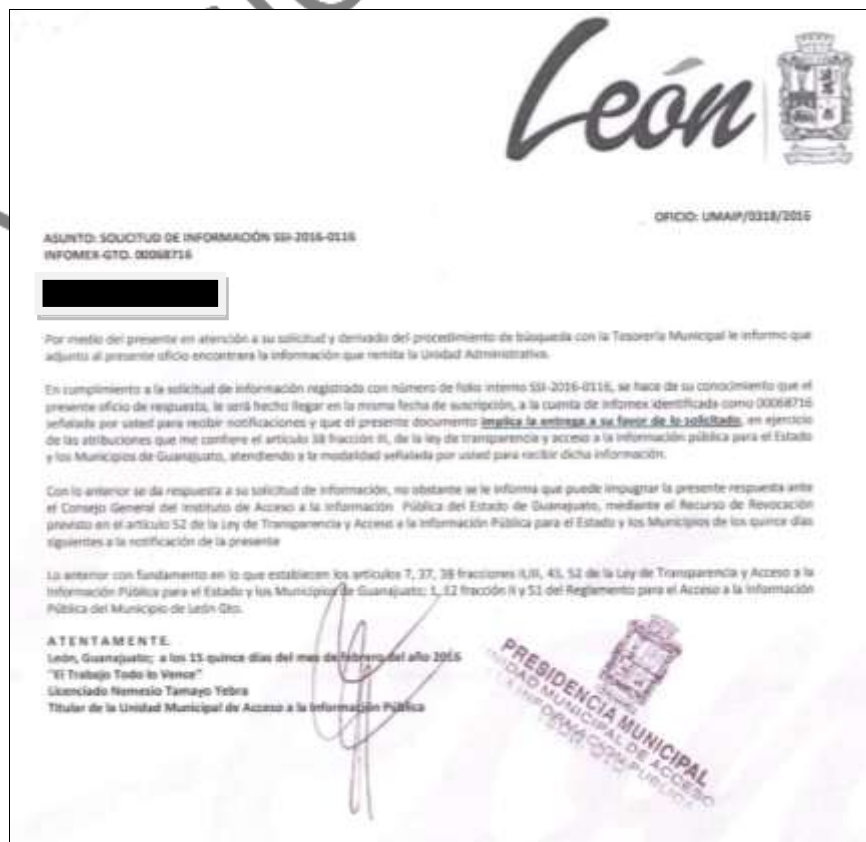 León
OFICIO: UMAIP/0318/2016
ASUNTO: SOLICITUD DE INFORMACIÓN SSI-2016-0116
INFOMEX-GTO. 00068716
Por medio del presente en atención a su solicitud y derivado del procedimiento de búsqueda con la Tesorería Municipal le informo que
adjunto al presente oficio encontrara la información que remita la Unidad Administrativa.
En cumplimiento a la solicitud de información registrado con número de folio interno SSI-2016-0116, se hace de su conocimiento que el
presente oficio de respuesta, le será hecho llegar en la misma fecha de suscripción, a la cuenta de Infomex identificada como 00068716
señalada por usted para recibir notificaciones y que el presente documento implica la entrega a su favor de lo solicitado, en ejercicio
de las atribuciones que me confiere el artículo 38 fracción III, de la ley de transparencia y acceso a la información pública para el Estado
y los Municipios de Guanajuato, atendiendo a la modalidad señalada por usted para recibir dicha información.
Con lo anterior se da respuesta a su solicitud de información, no obstante se le informa que puede impugnar la presente respuesta ante
el Consejo General del Instituto de Acceso a la Información Pública del Estado de Guanajuato, mediante el Recurso de Revocación
previsto en el artículo 52 de la Ley de Transparencia y Acceso a la Información Pública para el Estado y los Municipios de los quince días
siguientes a la notificación de la presente
Lo anterior con fundamento en lo que establecen los artículos 7, 37, 38 fracciones II,III, 43, 52 de la Ley de Transparencia y Acceso a la
Información Pública para el Estado y los Municipios de Guanajuato; 1, 12 fracción II y 51 del Reglamento para el Acceso a la Información
Pública del Municipio de León Gto.
ATENTAMENTE.
León, Guanajuato; a los 15 quince días del mes de febrero del año 2016
"El Trabajo Todo lo Vence"
Licenciado Nemesio Tamayo Yebra
Titular de la Unidad Municipal de Acceso a la Información Pública
PRESIDENCIA MUNICIPAL
UNIDAD MUNICIPAL DE ACCESO
A LA INFORMACIÓN PÚBLICA